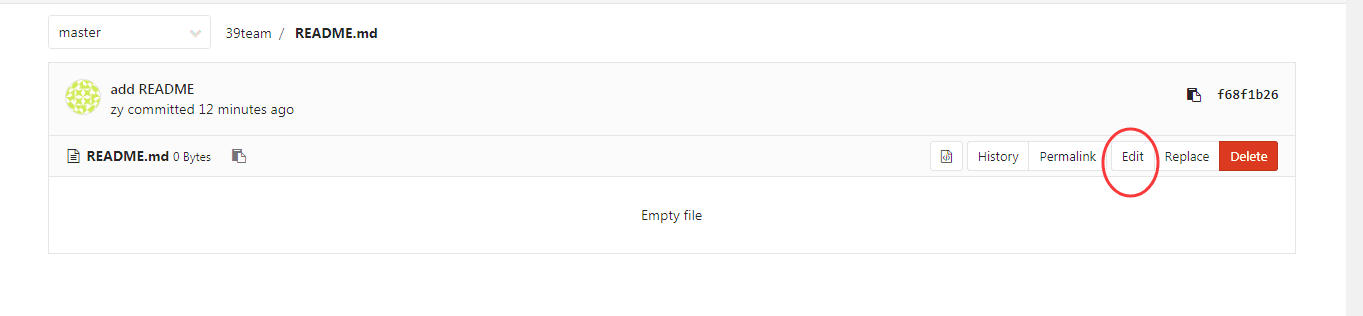 master 39team / README.md
add README
zy committed 12 minutes ago f68f1b26
README.md 0 Bytes History Permalink Edit Replace Delete
Empty file